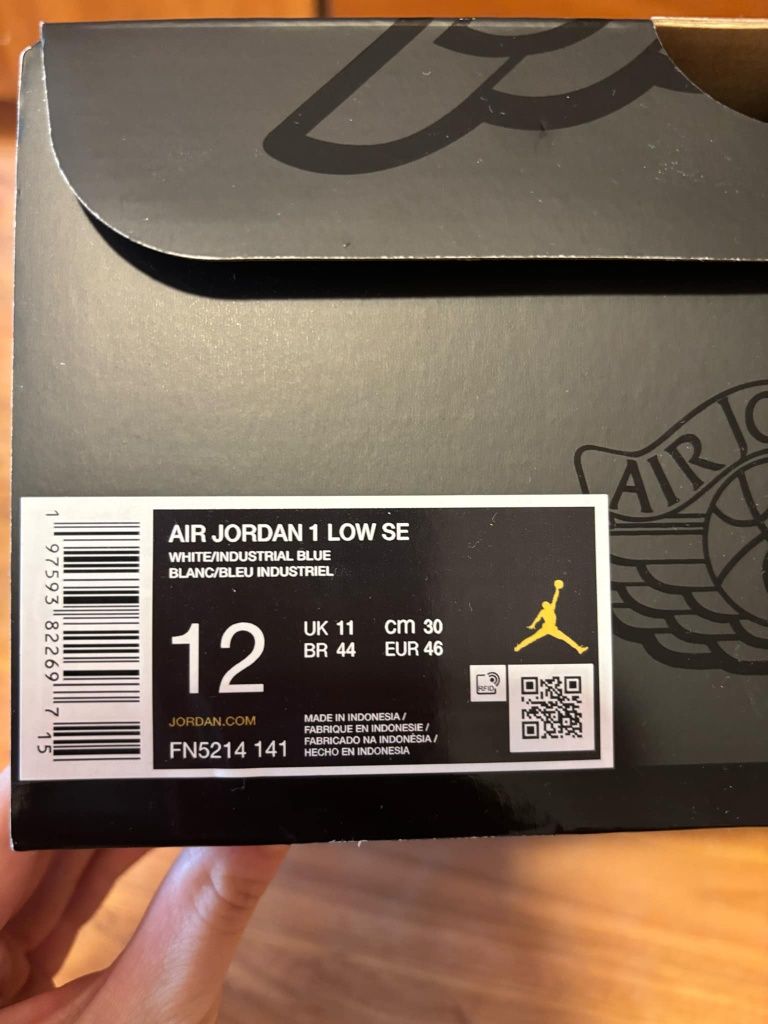 AIR JO
1 97593 82269 7 15
AIR JORDAN 1 LOW SE
WHITE/INDUSTRIAL BLUE
BLANC/BLEU INDUSTRIEL
12
UK 11 cm 30
BR 44 EUR 46
RFID
JORDAN.COM
FN5214 141
MADE IN INDONESIA /
FABRIQUE EN INDONESIE /
FABRICADO NA INDONÉSIA /
HECHO EN INDONESIA